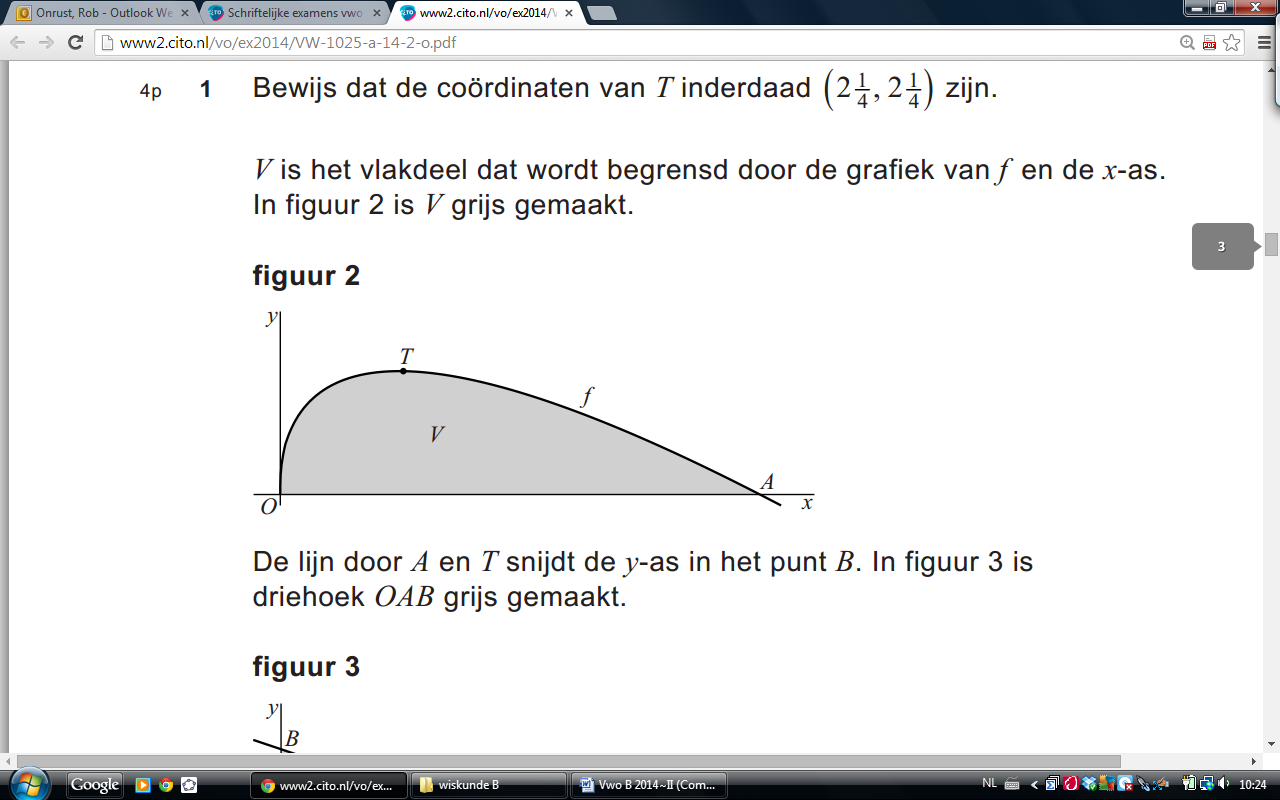 Onrust, Rob - Outlook We
Schriftelijke examens vwo
www2.cito.nl/vo/ex2014/V
www2.cito.nl/vo/ex2014/VW-1025-a-14-2-o.pdf
4p 1 Bewijs dat de coördinaten van T inderdaad (2 1/4, 2 1/4) zijn.
V is het vlakdeel dat wordt begrensd door de grafiek van f en de x-as.
In figuur 2 is V grijs gemaakt.
3
figuur 2
y
T
f
V
A
O
x
De lijn door A en T snijdt de y-as in het punt B. In figuur 3 is
driehoek OAB grijs gemaakt.
figuur 3
y
B
Google
www2.cito.nl/vo/ex...
wiskunde B
Vwo B 2014~II (Com...
NL
10:24